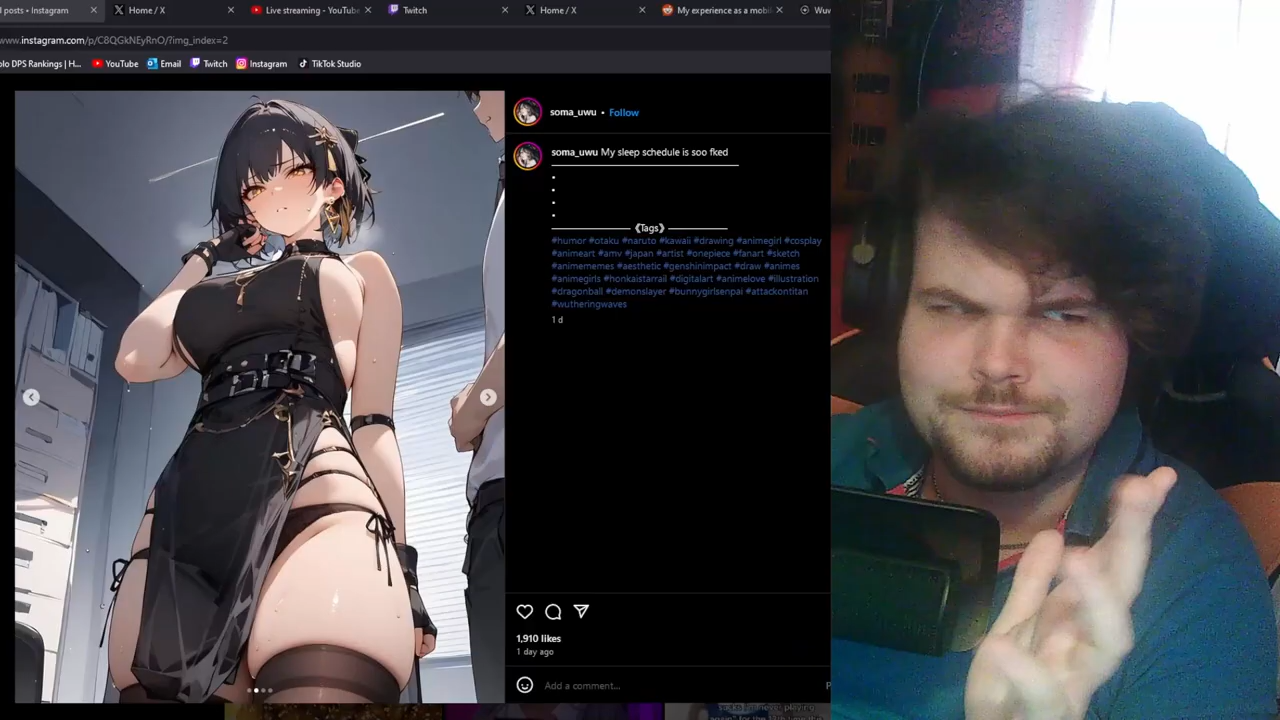 posts • Instagram
Home / X
Live streaming - YouTube
Twitch
Home / X
My experience as a mobil
Wuw
www.instagram.com/p/C8QGkNEyRnO/?img_index=2
olo DPS Rankings | H...
YouTube
Email
Twitch
Instagram
TikTok Studio
soma_uwu • Follow
soma_uwu My sleep schedule is soo fked
《Tags》
#humor #otaku #naruto #kawaii #drawing #animegirl #cosplay
#animeart #amv #japan #artist #onepiece #fanart #sketch
#animememes #aesthetic #genshinimpact #draw #animes
#animegirls #honkaistarrail #digitalart #animelove #illustration
#dragonball #demonslayer #bunnygirlsenpai #attackontitan
#wutheringwaves
1 d
1,910 likes
1 day ago
Add a comment...
P